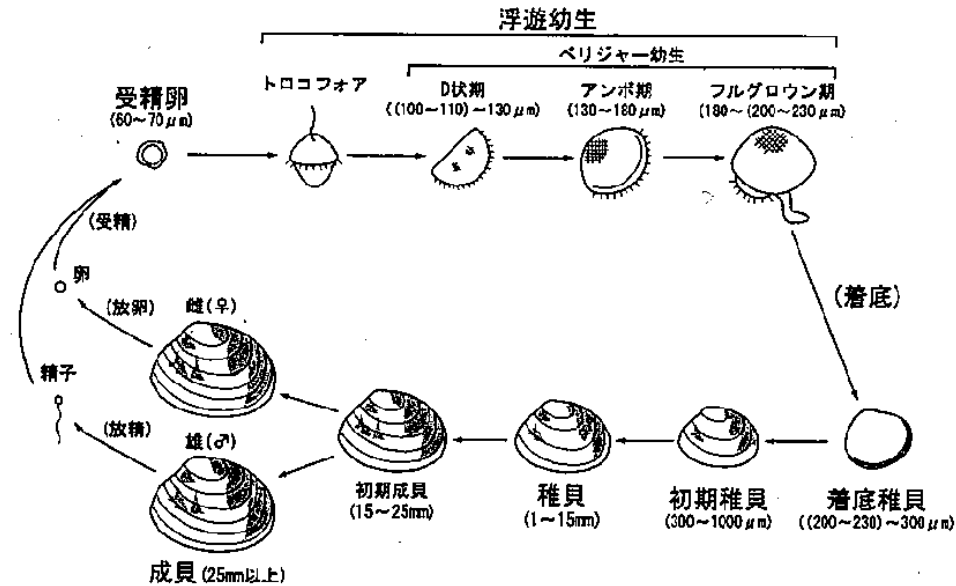 浮遊幼生
ベリジャー幼生
トロコフォア
D状期
((100～110)～130μm)
アンボ期
(130～180μm)
フルグロウン期
(180～(200～230μm)
受精卵
(60～70μm)
(受精)
卵
(放卵)
雌(♀)
(着底)
精子
(放精)
雄(♂)
初期成貝
(15～25mm)
稚貝
(1～15mm)
初期稚貝
(300～1000μm)
着底稚貝
((200～230)～300μm)
成貝(25mm以上)